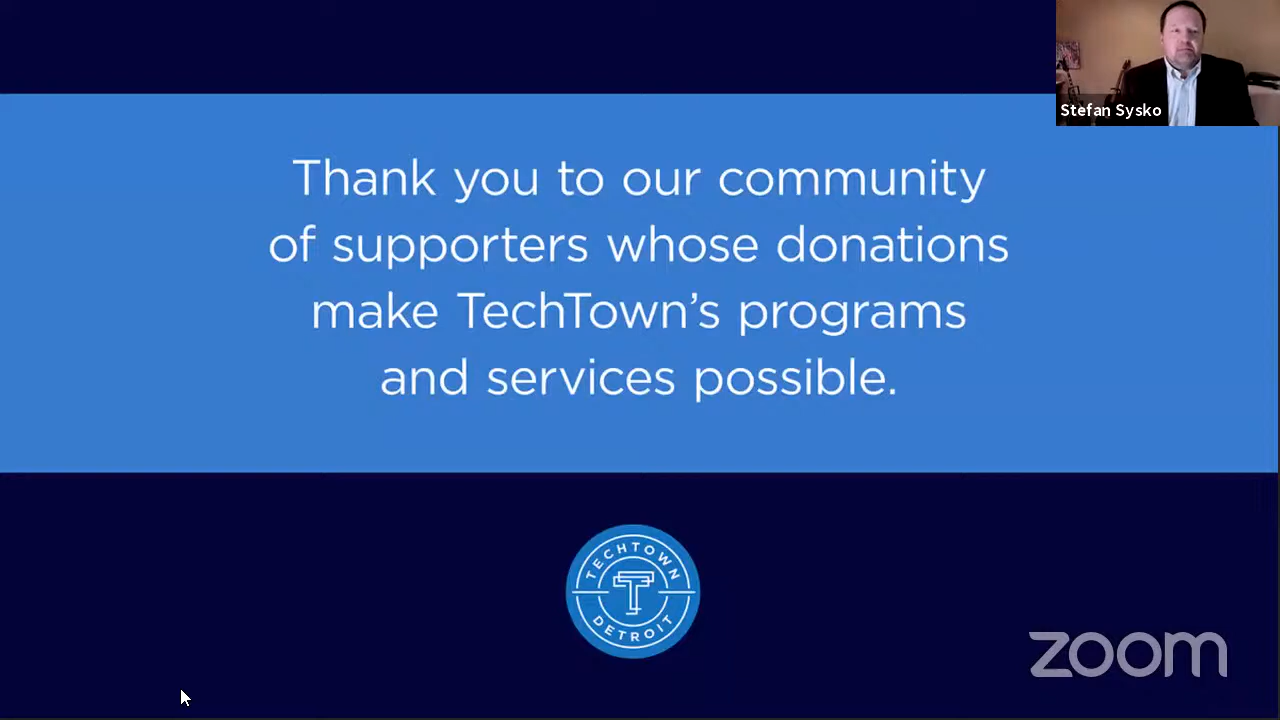 Stefan Sysko
Thank you to our community
of supporters whose donations
make TechTown’s programs
and services possible.
TECHTOWN
T
DETROIT
zoom